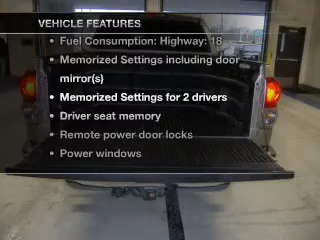 VEHICLE FEATURES
• Fuel Consumption: Highway: 18
• Memorized Settings including door
mirror(s)
• Memorized Settings for 2 drivers
• Driver seat memory
• Remote power door locks
• Power windows